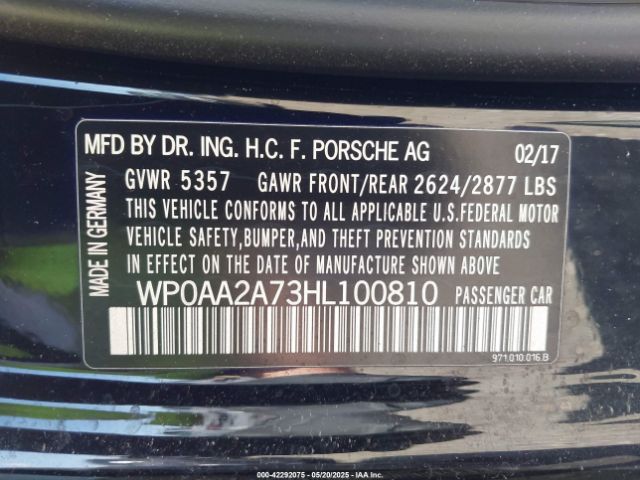 MFD BY DR. ING. H.C. F. PORSCHE AG 02/17
GVWR 5357 GAWR FRONT/REAR 2624/2877 LBS
THIS VEHICLE CONFORMS TO ALL APPLICABLE U.S.FEDERAL MOTOR
VEHICLE SAFETY,BUMPER,AND THEFT PREVENTION STANDARDS
IN EFFECT ON THE DATE OF MANUFACTURE SHOWN ABOVE
MADE IN GERMANY
WP0AA2A73HL100810 PASSENGER CAR
971.010.016.B
000-42292075 - 05/20/2025 - IAAI.COM